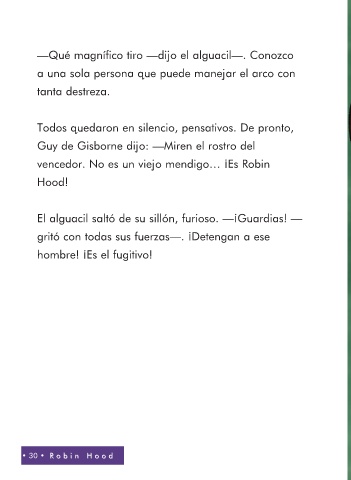 —Qué magnífico tiro —dijo el alguacil—. Conozco
a una sola persona que puede manejar el arco con
tanta destreza.
Todos quedaron en silencio, pensativos. De pronto,
Guy de Gisborne dijo: —Miren el rostro del
vencedor. No es un viejo mendigo… ¡Es Robin
Hood!
El alguacil saltó de su sillón, furioso. —¡Guardias! —
gritó con todas sus fuerzas—. ¡Detengan a ese
hombre! ¡Es el fugitivo!
• 30 • Robin Hood